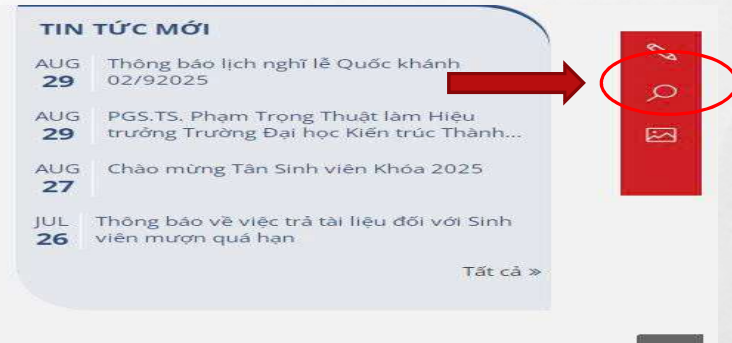 TIN TỨC MỚI
AUG
29
Thông báo lịch nghĩ lễ Quốc khánh
02/92025
AUG
29
PGS.TS. Phạm Trọng Thuật làm Hiệu
trưởng Trường Đại học Kiến trúc Thành...
AUG
27
Chào mừng Tân Sinh viên Khóa 2025
JUL
26
Thông báo về việc trả tài liệu đối với Sinh
viên mượn quá hạn
Tất cả »